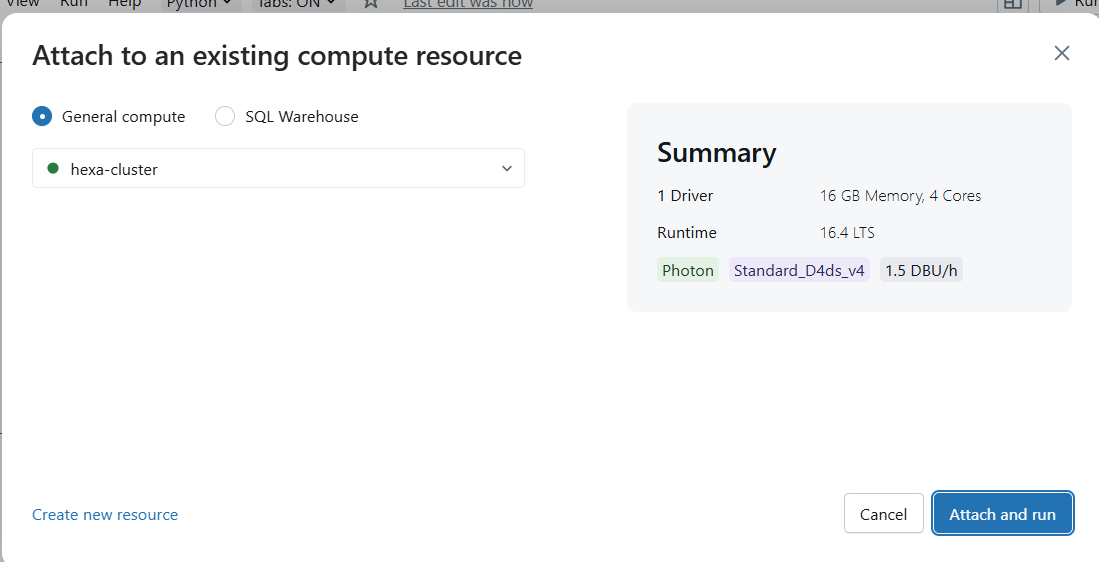 View Run Help Python Tabs: ON Last edit was now Run
Attach to an existing compute resource
General compute SQL Warehouse
hexa-cluster
Summary
1 Driver 16 GB Memory, 4 Cores
Runtime 16.4 LTS
Photon Standard_D4ds_v4 1.5 DBU/h
Create new resource Cancel Attach and run